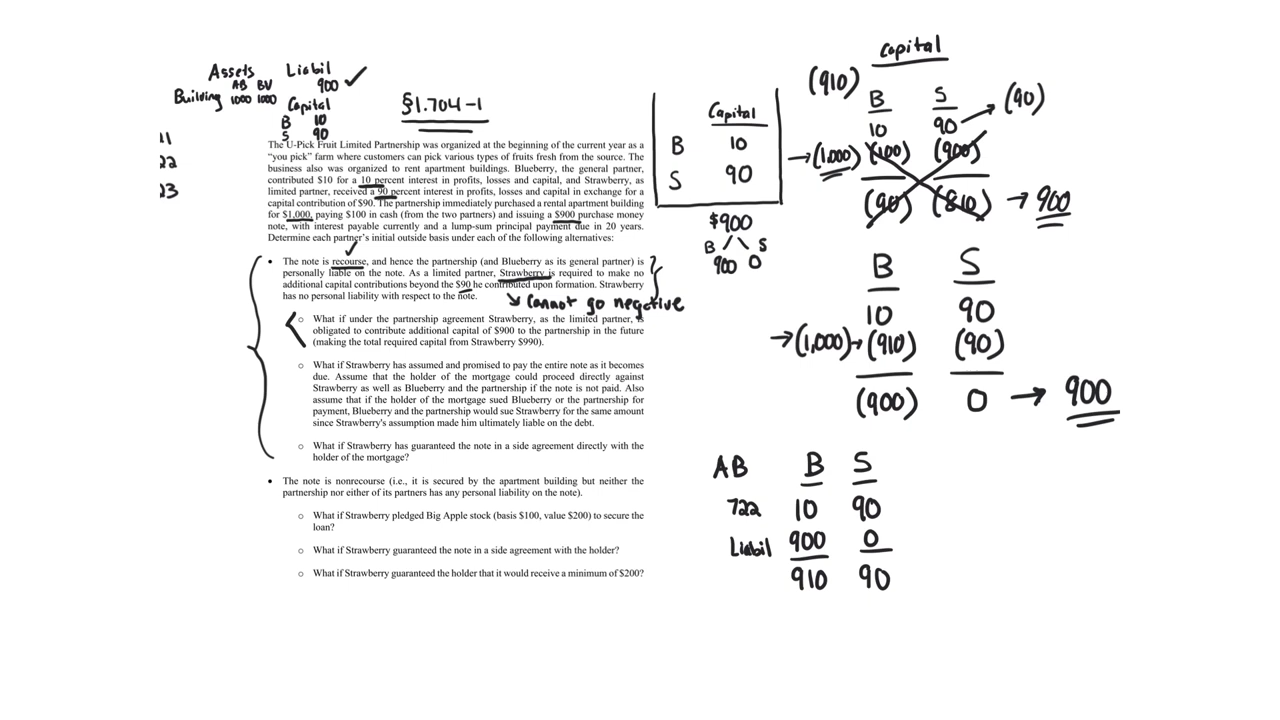 Assets Liabil
AB BV 900 ✓
Building 1000 1000 Capital
B 10
S 90
§1.704-1
11
22
23
The U-Pick Fruit Limited Partnership was organized at the beginning of the current year as a
"you pick" farm where customers can pick various types of fruits fresh from the source. The
business also was organized to rent apartment buildings. Blueberry, the general partner,
contributed $10 for a 10 percent interest in profits, losses and capital, and Strawberry, as
limited partner, received a 90 percent interest in profits, losses and capital in exchange for a
capital contribution of $90. The partnership immediately purchased a rental apartment building
for $1,000, paying $100 in cash (from the two partners) and issuing a $900 purchase money
note, with interest payable currently and a lump-sum principal payment due in 20 years.
Determine each partner's initial outside basis under each of the following alternatives:
• The note is recourse, and hence the partnership (and Blueberry as its general partner) is
personally liable on the note. As a limited partner, Strawberry is required to make no
additional capital contributions beyond the $90 he contributed upon formation. Strawberry
has no personal liability with respect to the note.
↘ Cannot go negative
○ What if under the partnership agreement Strawberry, as the limited partner, is
obligated to contribute additional capital of $900 to the partnership in the future
(making the total required capital from Strawberry $990).
○ What if Strawberry has assumed and promised to pay the entire note as it becomes
due. Assume that the holder of the mortgage could proceed directly against
Strawberry as well as Blueberry and the partnership if the note is not paid. Also
assume that if the holder of the mortgage sued Blueberry or the partnership for
payment, Blueberry and the partnership would sue Strawberry for the same amount
since Strawberry's assumption made him ultimately liable on the debt.
○ What if Strawberry has guaranteed the note in a side agreement directly with the
holder of the mortgage?
• The note is nonrecourse (i.e., it is secured by the apartment building but neither the
partnership nor either of its partners has any personal liability on the note).
○ What if Strawberry pledged Big Apple stock (basis $100, value $200) to secure the
loan?
○ What if Strawberry guaranteed the note in a side agreement with the holder?
○ What if Strawberry guaranteed the holder that it would receive a minimum of $200?
Capital
B 10
S 90
$900
B S
900 0
Capital
(910)
B S → (90)
10 90
→ (1,000) (100) (900)
(90) (810) → 900
B S
10 90
→ (1,000) → (910) (90)
(900) 0 → 900
AB B S
722 10 90
Liabil 900 0
910 90